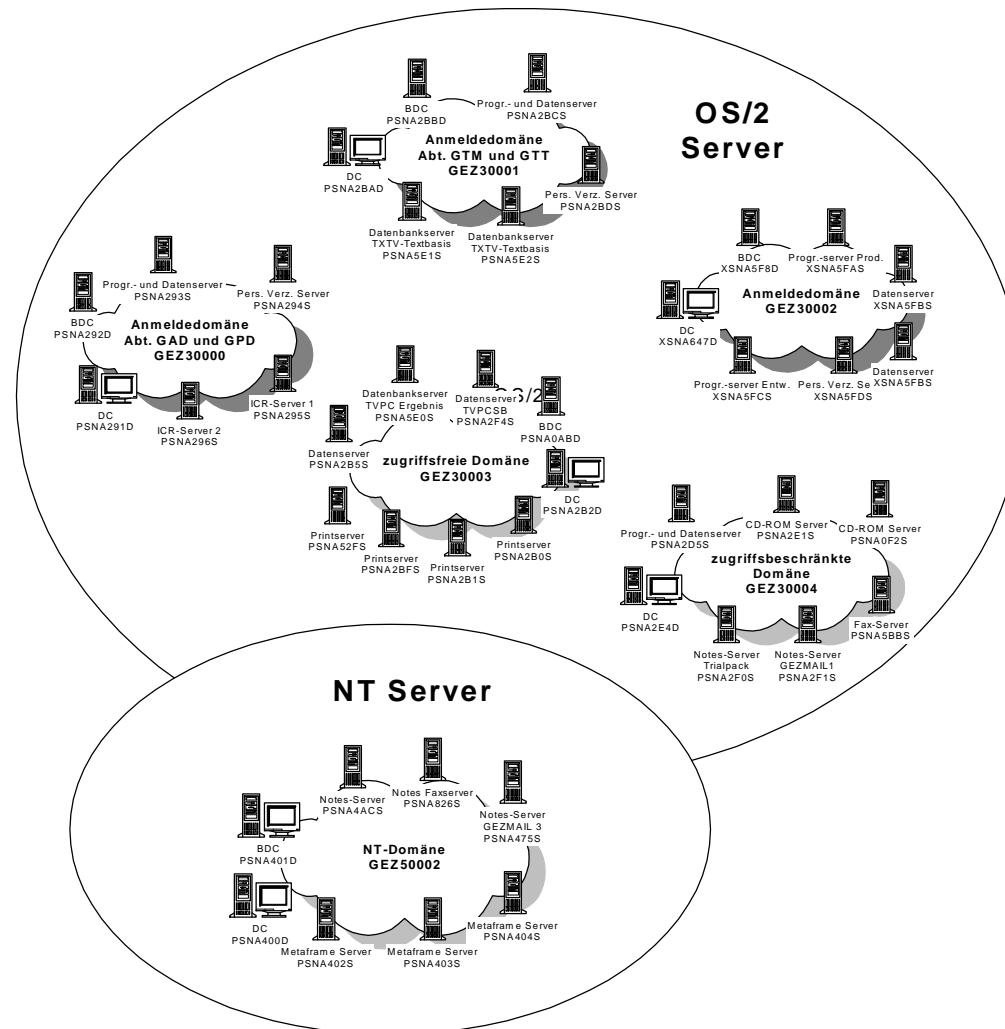 OS/2
Server
BDC
PSNA2BBD
Progr.- und Datenserver
PSNA2BCS
Anmeldedomäne
Abt. GTM und GTT
GEZ30001
DC
PSNA2BAD
Pers. Verz. Server
PSNA2BDS
Datenbankserver
TXTV-Textbasis
PSNA5E1S
Datenbankserver
TXTV-Textbasis
PSNA5E2S
Progr.- und Datenserver
PSNA293S
Pers. Verz. Server
PSNA294S
BDC
PSNA292D
Anmeldedomäne
Abt. GAD und GPD
GEZ30000
DC
PSNA291D
ICR-Server 2
PSNA296S
ICR-Server 1
PSNA295S
BDC
XSNA5F8D
Progr.-server Prod.
XSNA5FAS
Anmeldedomäne
GEZ30002
Datenserver
XSNA5FBS
DC
XSNA647D
Datenserver
XSNA5FBS
Progr.-server Entw.
XSNA5FCS
Pers. Verz. Se
XSNA5FDS
Datenbankserver
TVPC Ergebnis
PSNA5E0S
Datenserver
TVPCSB
PSNA2F4S
BDC
PSNA0ABD
Datenserver
PSNA2B5S
zugriffsfreie Domäne
GEZ30003
DC
PSNA2B2D
Printserver
PSNA52FS
Printserver
PSNA2BFS
Printserver
PSNA2B1S
Printserver
PSNA2B0S
Progr.- und Datenserver
PSNA2D5S
CD-ROM Server
PSNA2E1S
CD-ROM Server
PSNA0F2S
zugriffsbeschränkte
Domäne
GEZ30004
DC
PSNA2E4D
Fax-Server
PSNA5BBS
Notes-Server
Trialpack
PSNA2F0S
Notes-Server
GEZMAIL1
PSNA2F1S
NT Server
Notes-Server
PSNA4ACS
Notes Faxserver
PSNA826S
Notes-Server
GEZMAIL 3
PSNA475S
BDC
PSNA401D
NT-Domäne
GEZ50002
DC
PSNA400D
Metaframe Server
PSNA402S
Metaframe Server
PSNA403S
Metaframe Server
PSNA404S